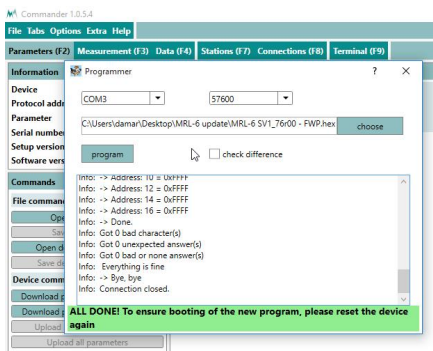 Commander 1.0.5.4
File Tabs Options Extra Help
Parameters (F2) Measurement (F3) Data (F4) Stations (F7) Connections (F8) Terminal (F9)
Information
Programmer ? ×
Device
Protocol addr
Parameter
Serial number
Setup version
Software vers
COM3 57600
C:\Users\damar\Desktop\MRL-6 update\MRL-6 SV1_76r00 - FWP.hex choose
program check difference
Commands
File comman
Ope
Sav
Open d
Save de
Device comm
Download p
Download p
Upload
Upload all parameters
Info: -> Address: 10 = 0xFFFF
Info: -> Address: 12 = 0xFFFF
Info: -> Address: 14 = 0xFFFF
Info: -> Address: 16 = 0xFFFF
Info: -> Done.
Info: Got 0 bad character(s)
Info: Got 0 unexpected answer(s)
Info: Got 0 bad or none answer(s)
Info: Everything is fine
Info: -> Bye, bye
Info: Connection closed.
ALL DONE! To ensure booting of the new program, please reset the device
again